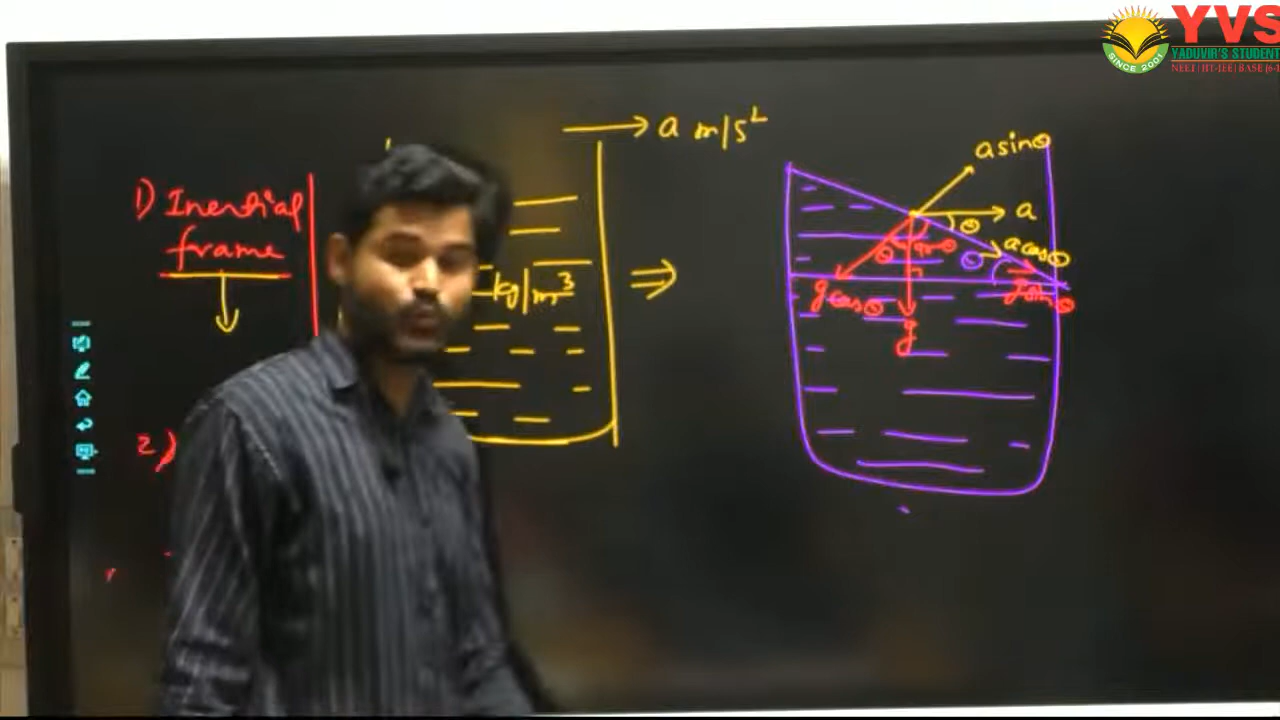 YVS
YADUVIR'S STUDENT
NEET | IIT-JEE | BASE
SINCE 2001
a m/s²
1) Inertial
frame
2)
kg/m³
⇒
a sinθ
a
θ
a cosθ
θ
θ
g cosθ
g
g sinθ